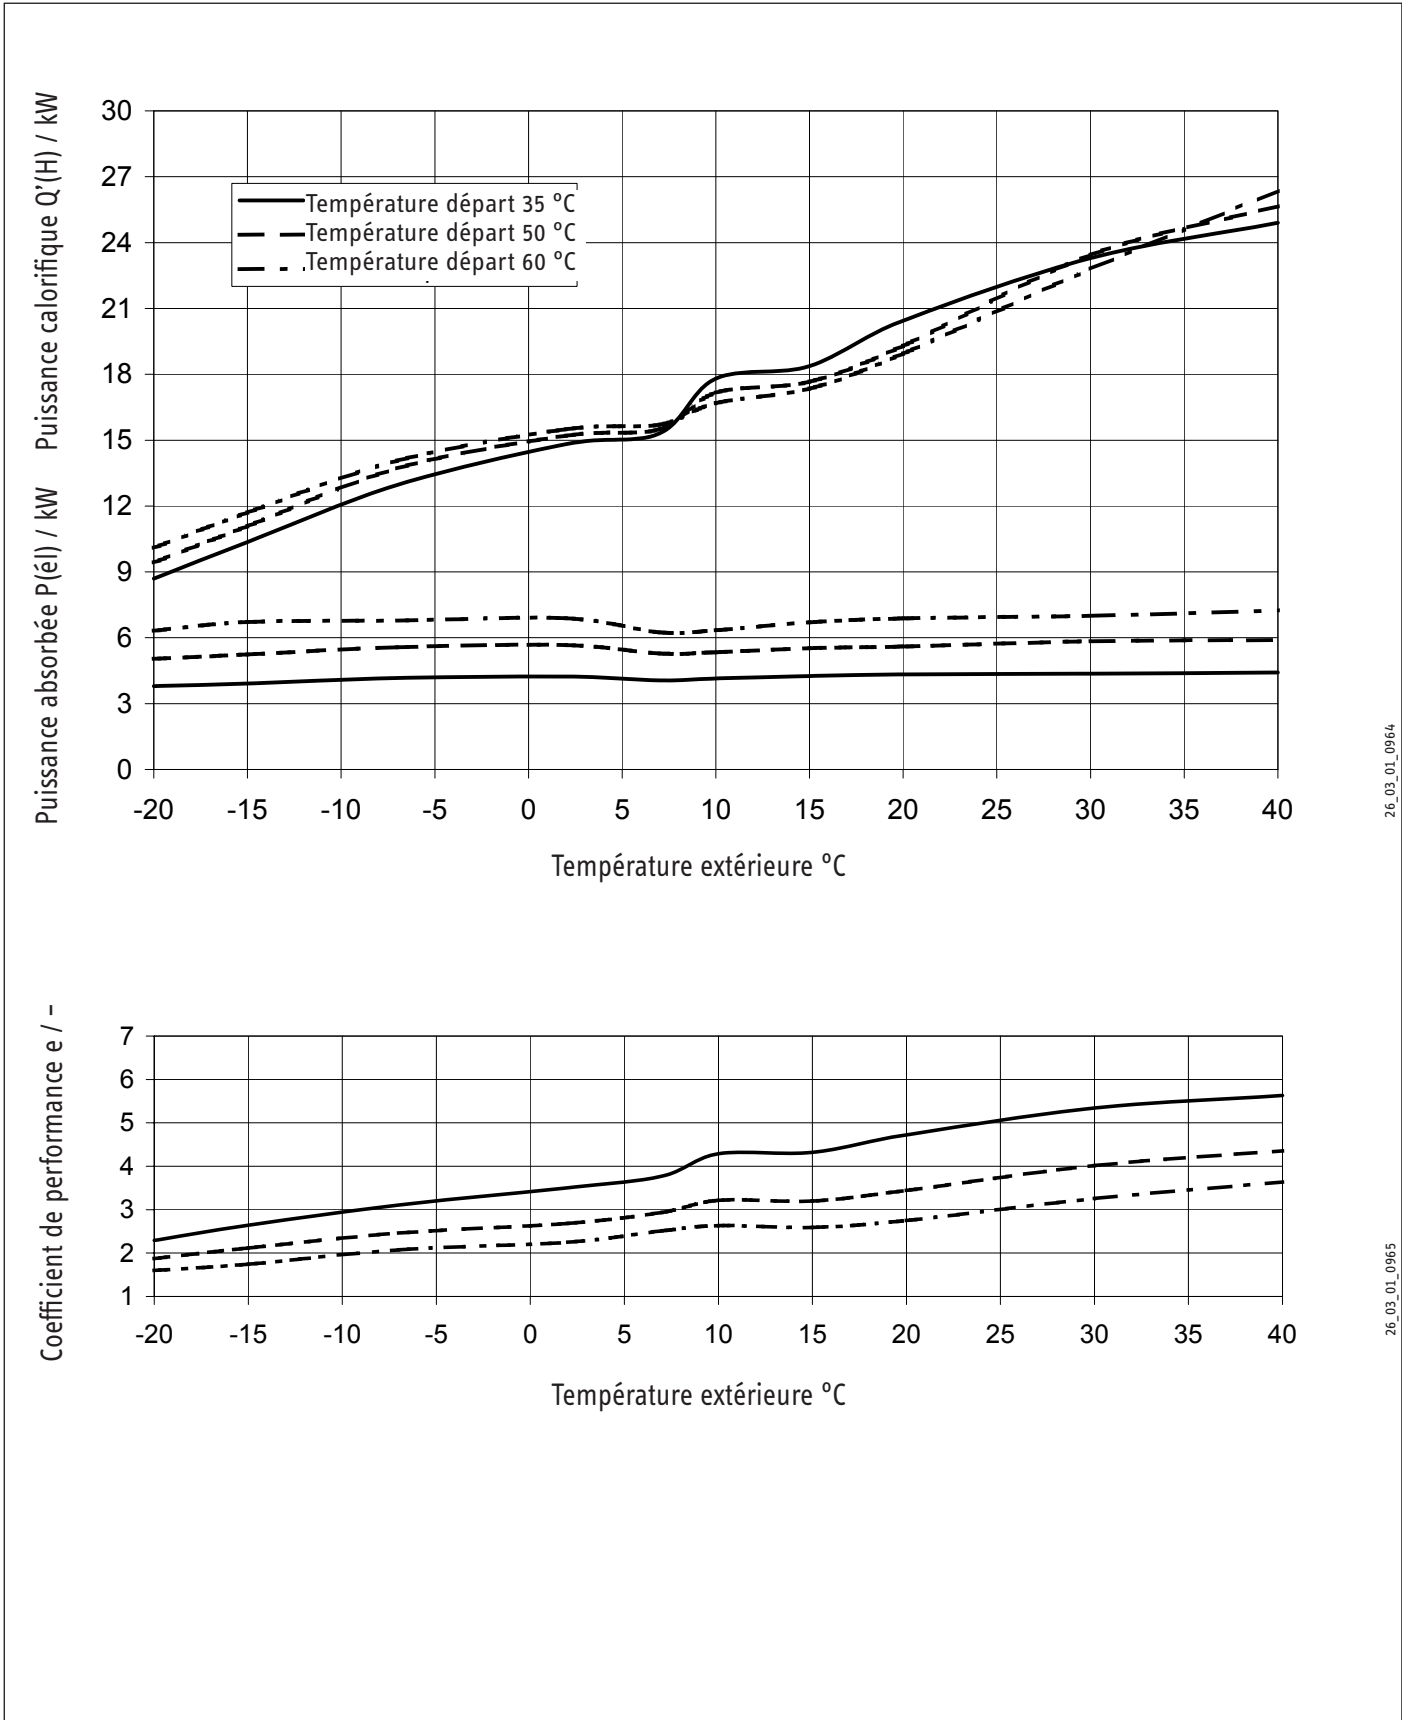 Puissance calorifique Q'(H) / kW
Puissance absorbée P(él) / kW
30
27
24
21
18
15
12
9
6
3
0
Température départ 35 °C
Température départ 50 °C
Température départ 60 °C
-20 -15 -10 -5 0 5 10 15 20 25 30 35 40
Température extérieure °C
26_03_01_0964
Coefficient de performance e / –
7
6
5
4
3
2
1
-20 -15 -10 -5 0 5 10 15 20 25 30 35 40
Température extérieure °C
26_03_01_0965